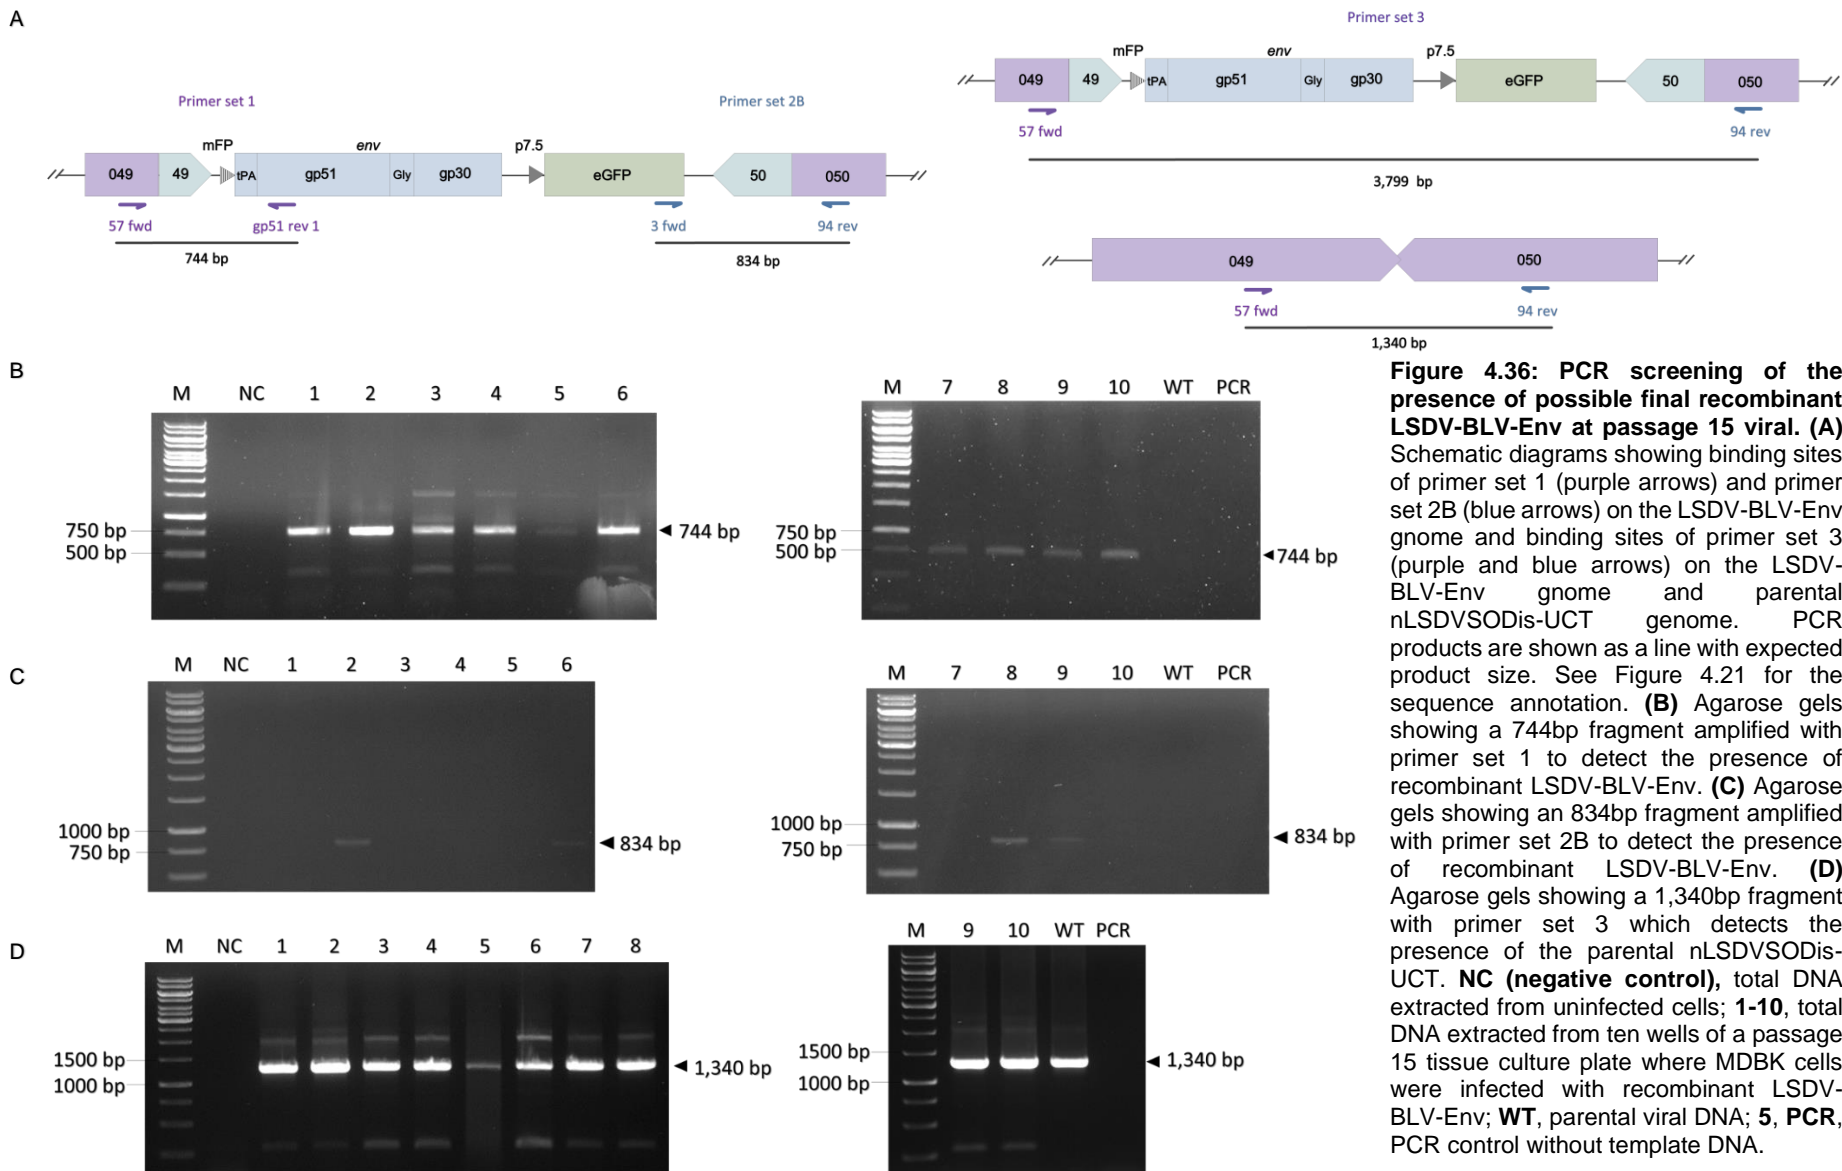 A
Primer set 1
Primer set 2B
mFP
env
p7.5
049
49
tPA
gp51
Gly
gp30
eGFP
50
050
57 fwd
gp51 rev 1
3 fwd
94 rev
744 bp
834 bp
Primer set 3
mFP
env
p7.5
049
49
tPA
gp51
Gly
gp30
eGFP
50
050
57 fwd
94 rev
3,799 bp
049
050
57 fwd
94 rev
1,340 bp
B
M NC 1 2 3 4 5 6
750 bp
500 bp
744 bp
M 7 8 9 10 WT PCR
750 bp
500 bp
744 bp
C
M NC 1 2 3 4 5 6
1000 bp
750 bp
834 bp
M 7 8 9 10 WT PCR
1000 bp
750 bp
834 bp
D
M NC 1 2 3 4 5 6 7 8
1500 bp
1000 bp
1,340 bp
M 9 10 WT PCR
1500 bp
1000 bp
1,340 bp
Figure 4.36: PCR screening of the
presence of possible final recombinant
LSDV-BLV-Env at passage 15 viral. (A)
Schematic diagrams showing binding sites
of primer set 1 (purple arrows) and primer
set 2B (blue arrows) on the LSDV-BLV-Env
gnome and binding sites of primer set 3
(purple and blue arrows) on the LSDV-
BLV-Env gnome and parental
nLSDVSODis-UCT genome. PCR
products are shown as a line with expected
product size. See Figure 4.21 for the
sequence annotation. (B) Agarose gels
showing a 744bp fragment amplified with
primer set 1 to detect the presence of
recombinant LSDV-BLV-Env. (C) Agarose
gels showing an 834bp fragment amplified
with primer set 2B to detect the presence
of recombinant LSDV-BLV-Env. (D)
Agarose gels showing a 1,340bp fragment
with primer set 3 which detects the
presence of the parental nLSDVSODis-
UCT. NC (negative control), total DNA
extracted from uninfected cells; 1-10, total
DNA extracted from ten wells of a passage
15 tissue culture plate where MDBK cells
were infected with recombinant LSDV-
BLV-Env; WT, parental viral DNA; 5, PCR,
PCR control without template DNA.